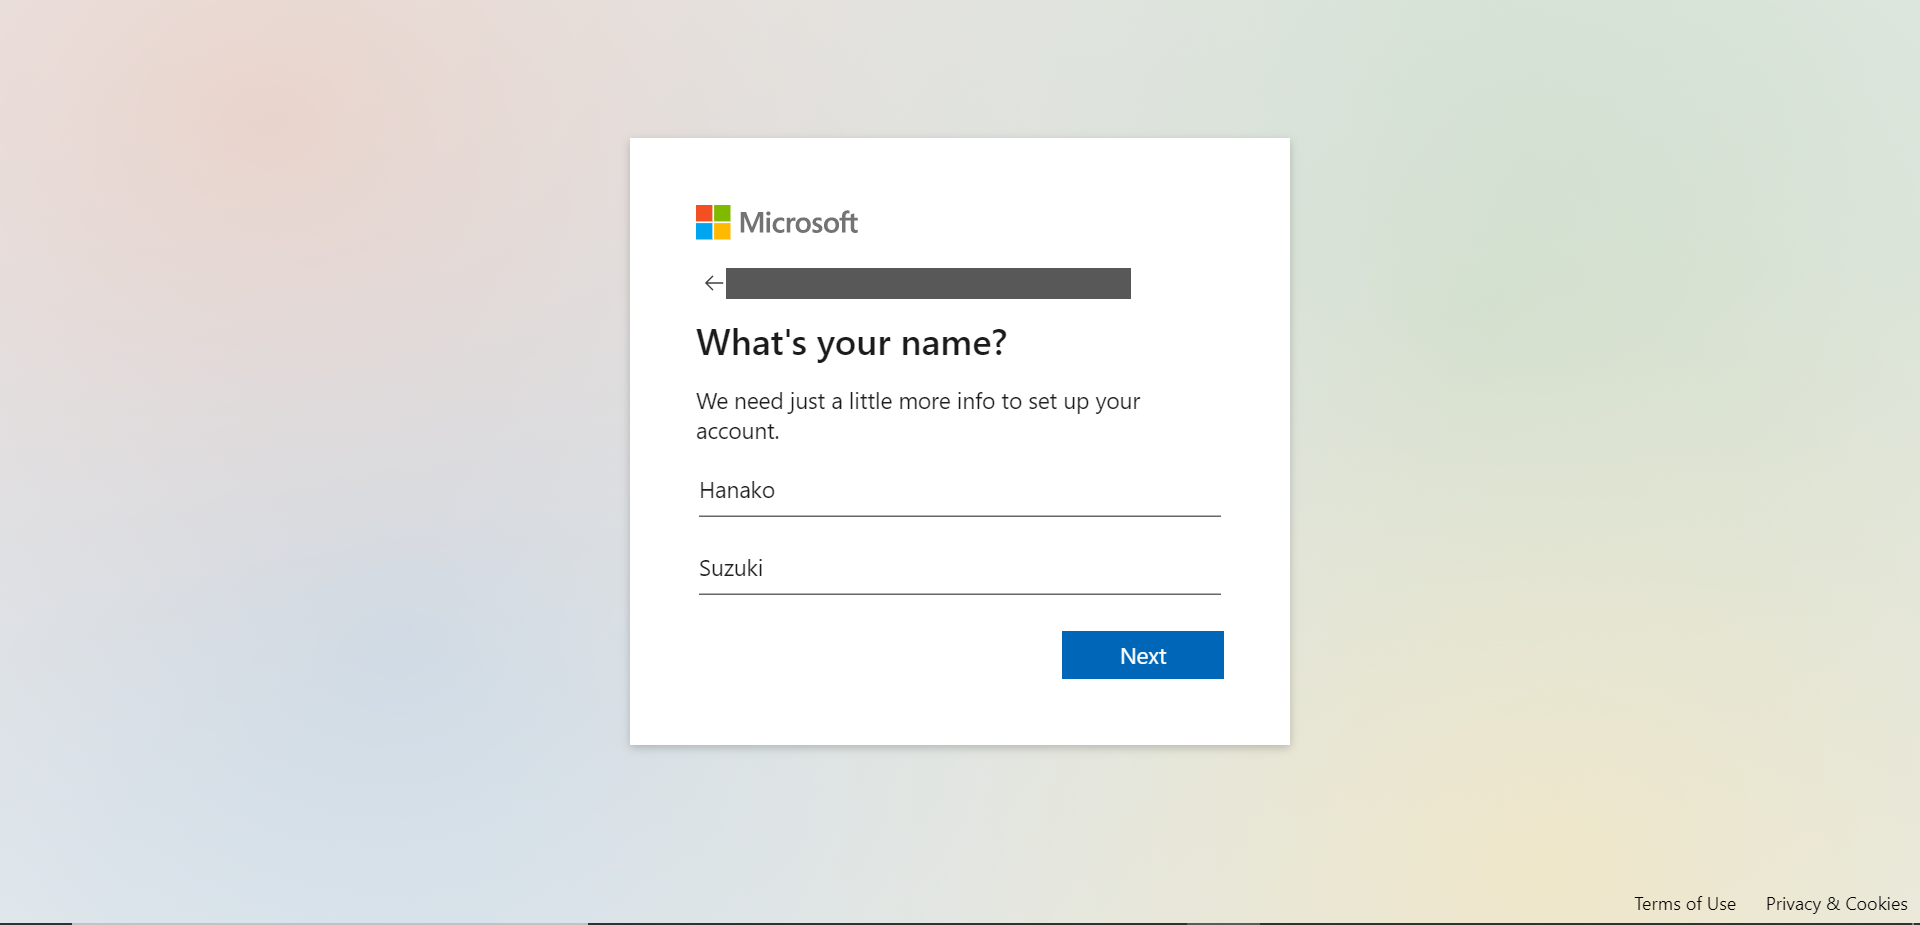 Microsoft
What's your name?
We need just a little more info to set up your
account.
Hanako
Suzuki
Next
Terms of Use
Privacy & Cookies